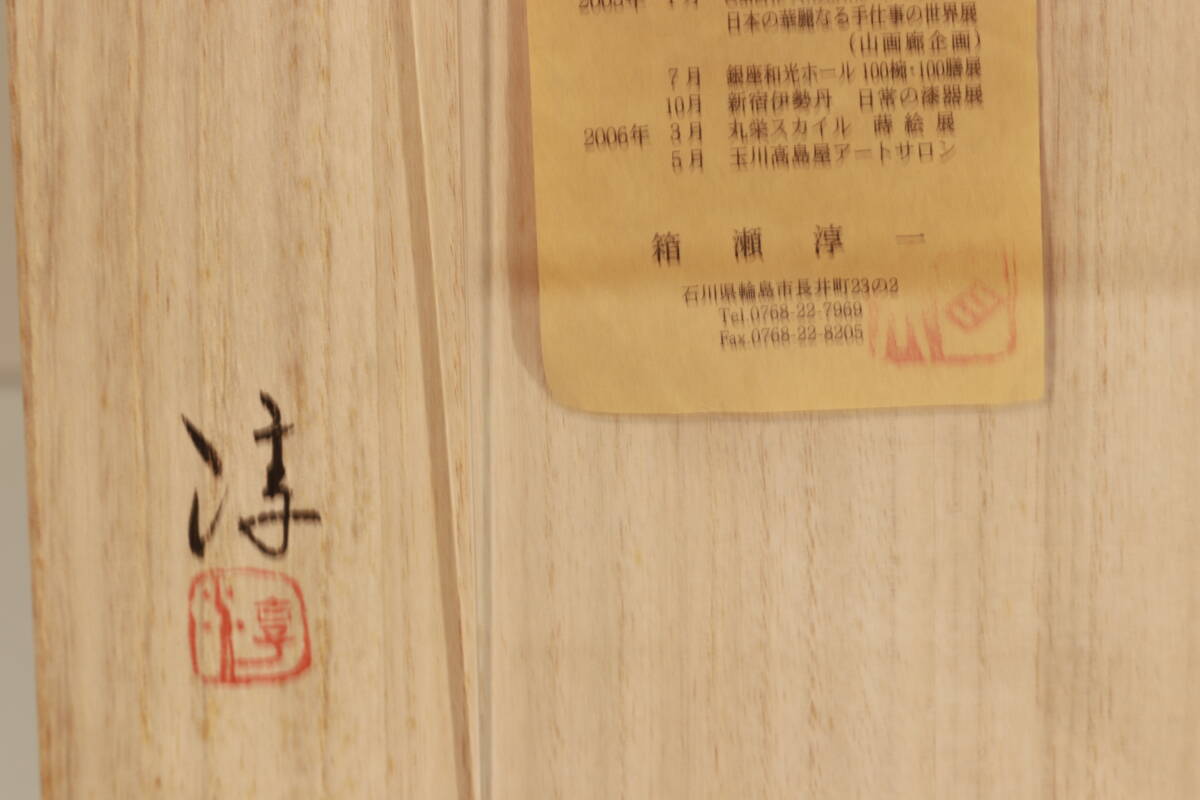 日本の華麗なる手仕事の世界展
(山画廊企画)
7月 銀座和光ホール 100椀・100膳展
10月 新宿伊勢丹 日常の漆器展
2006年 3月 丸栄スカイル 蒔絵展
5月 玉川高島屋アートサロン
箱瀬淳一
石川県輪島市長井町23の2
Tel.0768-22-7969
Fax.0768-22-8205
淳
淳